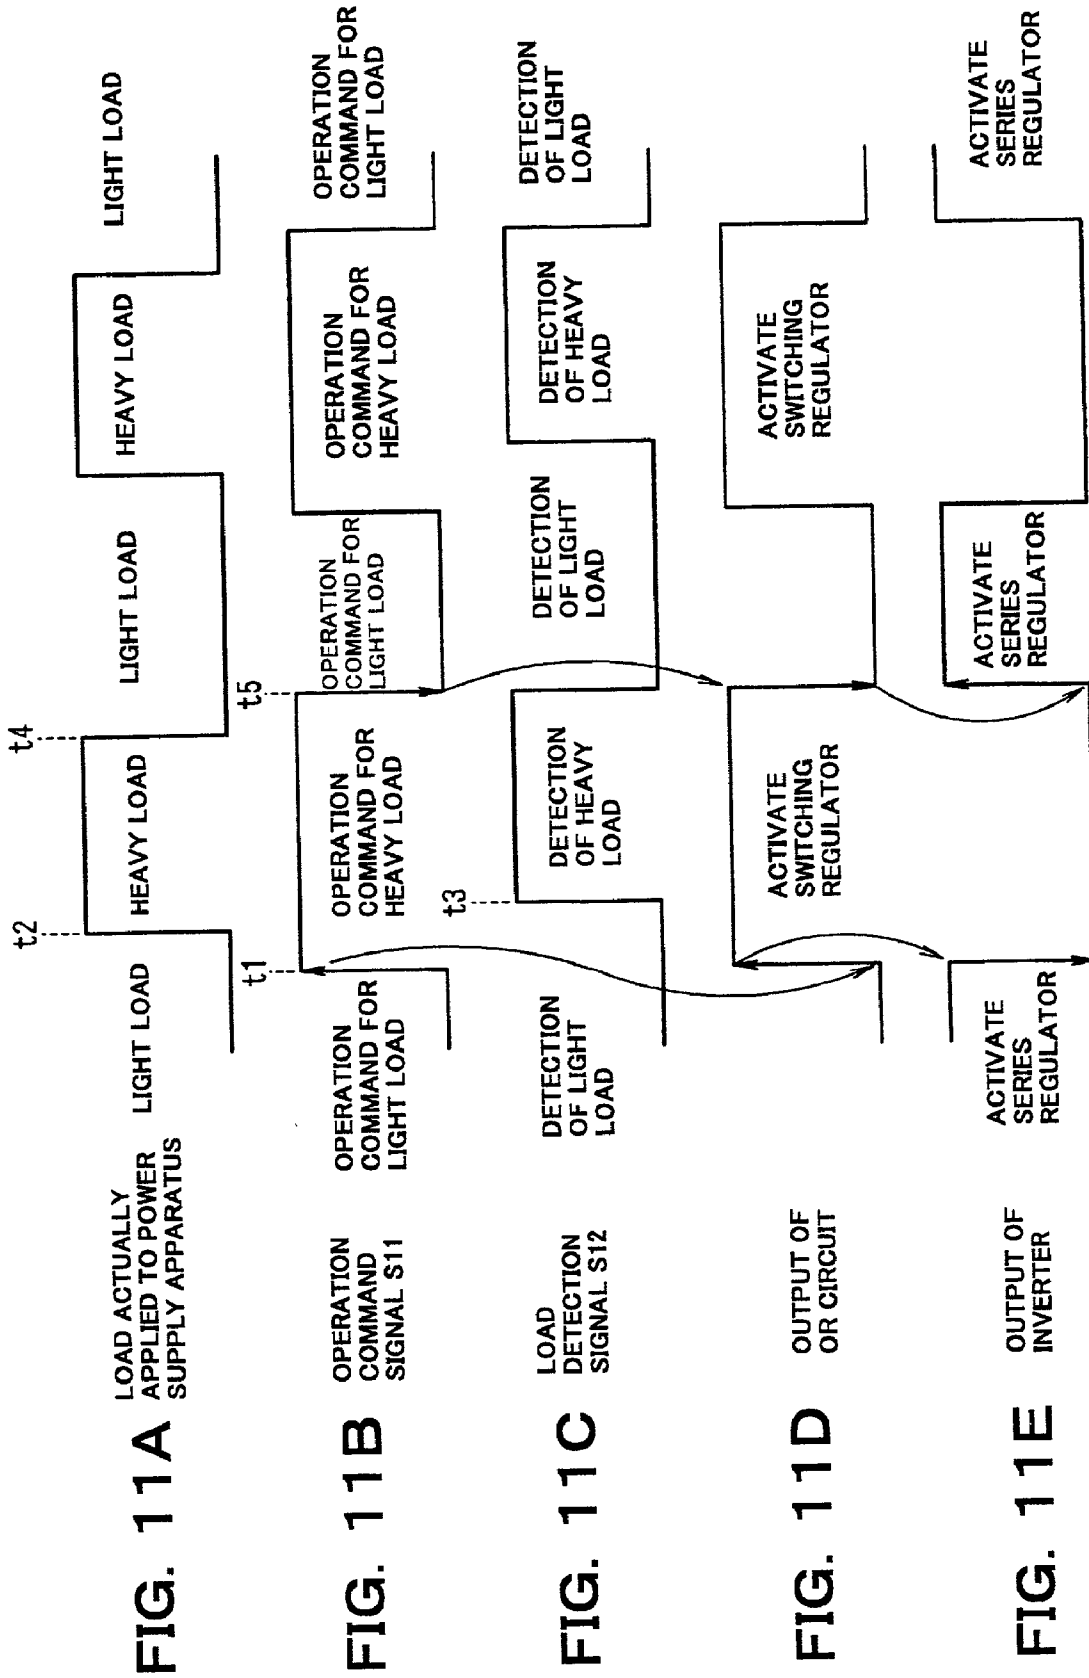 FIG. 11A
LOAD ACTUALLY
APPLIED TO POWER
SUPPLY APPARATUS
LIGHT LOAD
t2
HEAVY LOAD
t4
LIGHT LOAD
HEAVY LOAD
LIGHT LOAD
FIG. 11B
OPERATION
COMMAND
SIGNAL S11
OPERATION
COMMAND FOR
LIGHT LOAD
t1
OPERATION
COMMAND FOR
HEAVY LOAD
t5
OPERATION
COMMAND FOR
LIGHT LOAD
OPERATION
COMMAND FOR
HEAVY LOAD
OPERATION
COMMAND FOR
LIGHT LOAD
FIG. 11C
LOAD
DETECTION
SIGNAL S12
DETECTION
OF LIGHT
LOAD
t3
DETECTION
OF HEAVY
LOAD
DETECTION
OF LIGHT
LOAD
DETECTION
OF HEAVY
LOAD
DETECTION
OF LIGHT
LOAD
FIG. 11D
OUTPUT OF
OR CIRCUIT
ACTIVATE
SWITCHING
REGULATOR
ACTIVATE
SWITCHING
REGULATOR
FIG. 11E
OUTPUT OF
INVERTER
ACTIVATE
SERIES
REGULATOR
ACTIVATE
SERIES
REGULATOR
ACTIVATE
SERIES
REGULATOR